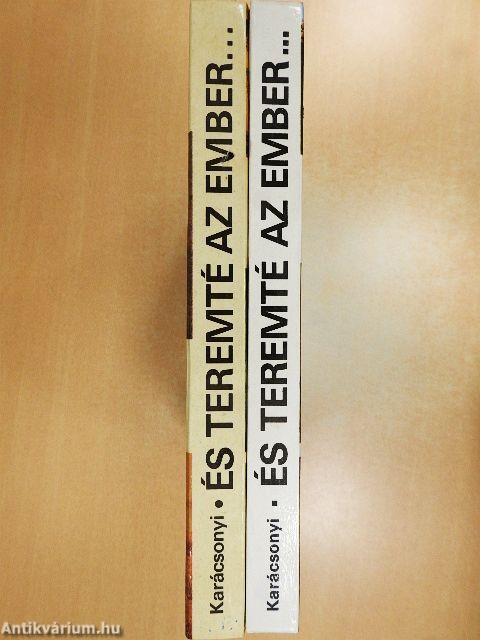 Karácsonyi • ÉS TEREMTÉ AZ EMBER...
Karácsonyi . ÉS TEREMTÉ AZ EMBER...
Antikvárium.hu